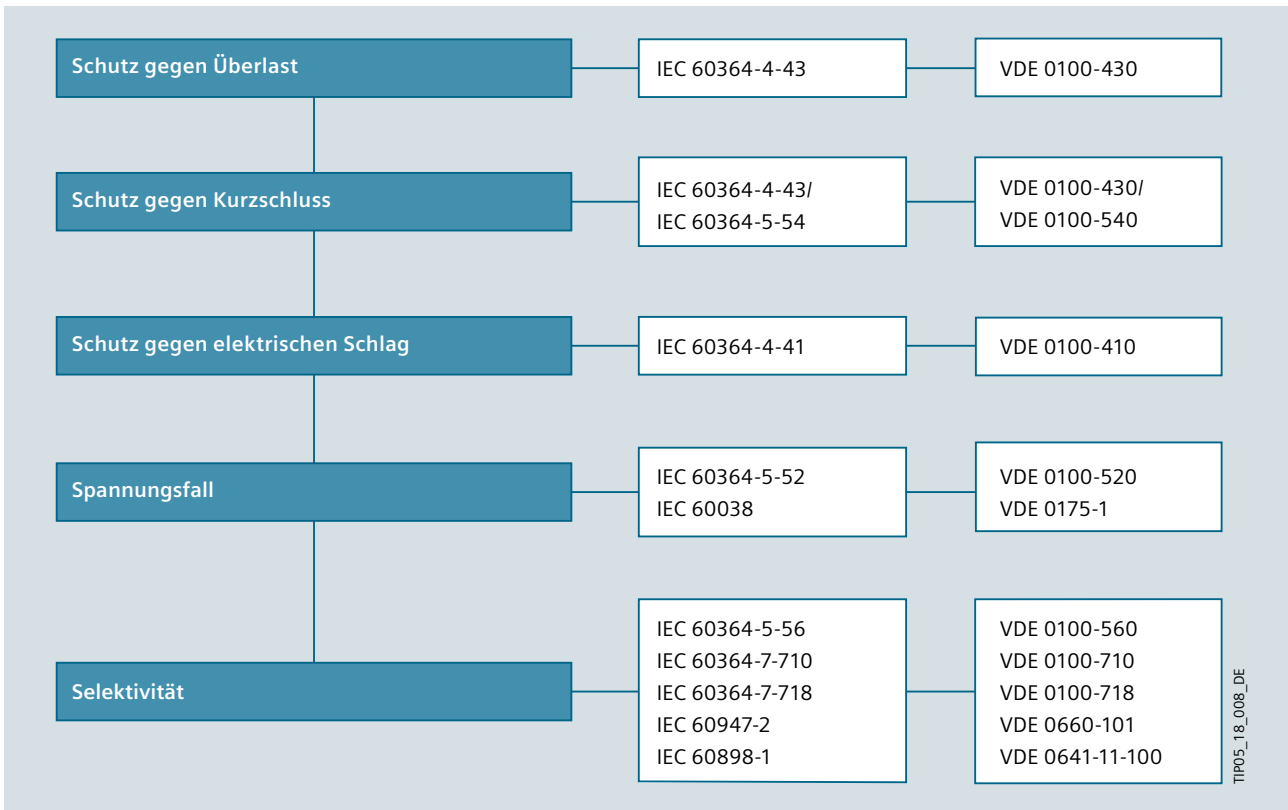 Schutz gegen Überlast
IEC 60364-4-43
VDE 0100-430
Schutz gegen Kurzschluss
IEC 60364-4-43/
IEC 60364-5-54
VDE 0100-430/
VDE 0100-540
Schutz gegen elektrischen Schlag
IEC 60364-4-41
VDE 0100-410
Spannungsfall
IEC 60364-5-52
IEC 60038
VDE 0100-520
VDE 0175-1
Selektivität
IEC 60364-5-56
IEC 60364-7-710
IEC 60364-7-718
IEC 60947-2
IEC 60898-1
VDE 0100-560
VDE 0100-710
VDE 0100-718
VDE 0660-101
VDE 0641-11-100
TIP05_18_008_DE